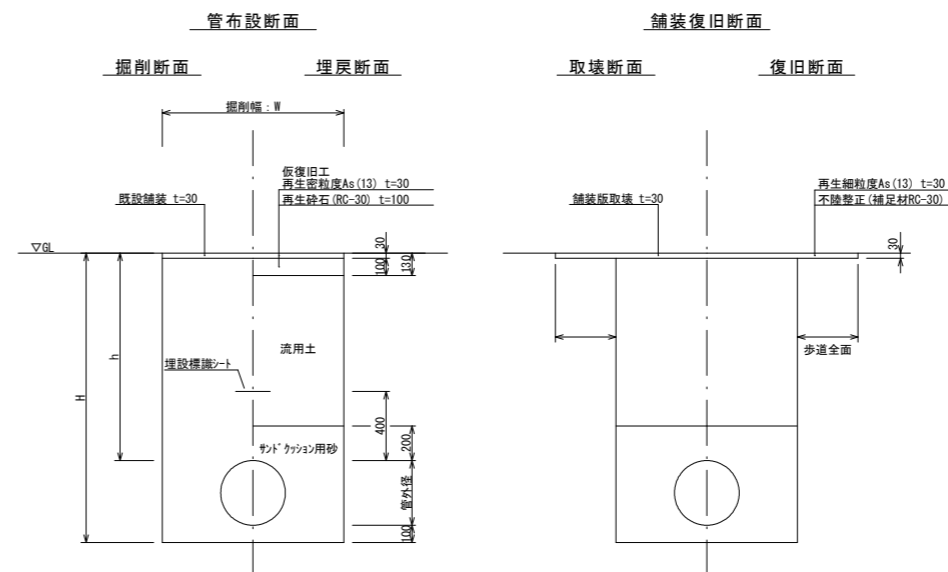 管布設断面
掘削断面
埋戻断面
掘削幅：W
仮復旧工
再生密粒度As(13) t=30
再生砕石(RC-30) t=100
既設舗装 t=30
▽GL
30
100
130
h
H
流用土
埋設標識シート
400
200
サンドクッション用砂
管外径
100
舗装復旧断面
取壊断面
復旧断面
舗装版取壊 t=30
再生細粒度As(13) t=30
不陸整正(補足材RC-30)
30
歩道全面